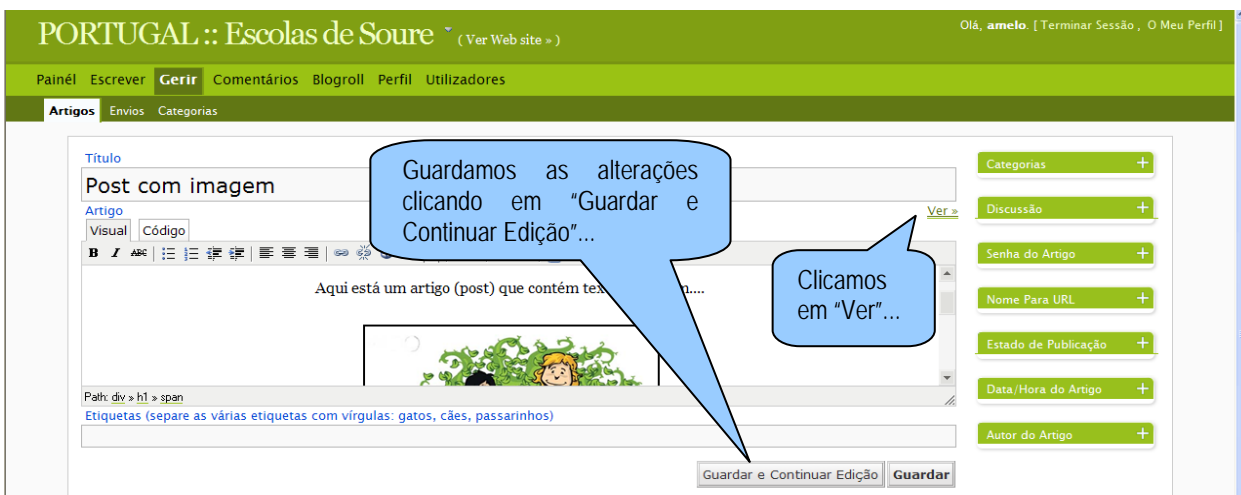 PORTUGAL :: Escolas de Soure ( Ver Web site » )
Olá, amelo. [ Terminar Sessão , O Meu Perfil ]
Painél Escrever Gerir Comentários Blogroll Perfil Utilizadores
Artigos Envios Categorias
Título
Post com imagem
Artigo
Ver »
Visual Código
B I ABC
Aqui está um artigo (post) que contém
Path: div » h1 » span
Etiquetas (separe as várias etiquetas com vírgulas: gatos, cães, passarinhos)
Guardar e Continuar Edição Guardar
Guardamos as alterações
clicando em “Guardar e
Continuar Edição”...
Clicamos
em “Ver”...
Categorias +
Discussão +
Senha do Artigo +
Nome Para URL +
Estado de Publicação +
Data/Hora do Artigo +
Autor do Artigo +